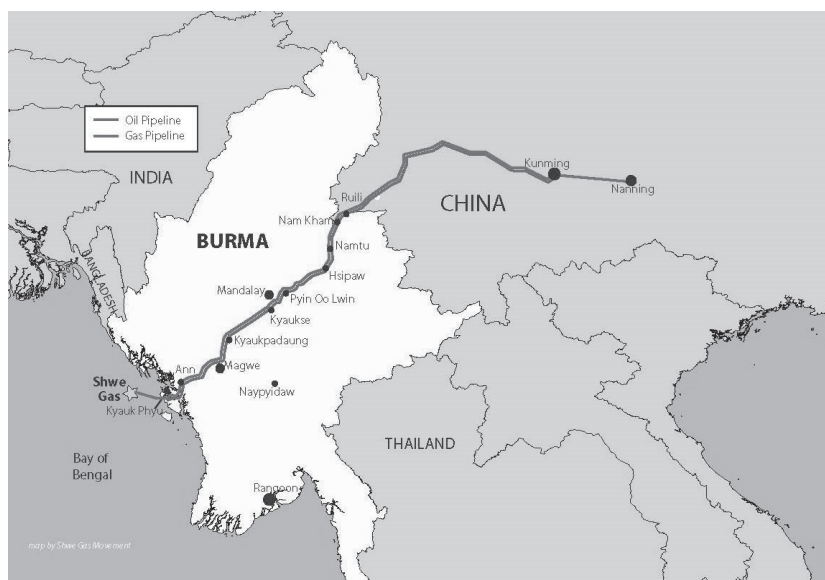 Oil Pipeline
Gas Pipeline
INDIA
CHINA
Kunming
Nanning
Ruili
Nam Kham
BURMA
Namtu
BANGLADESH
Hsipaw
Mandalay
Pyin Oo Lwin
Kyaukse
Kyaukpadaung
Ann
Magwe
Shwe
Gas
Naypyidaw
Kyauk Phyu
THAILAND
Bay of
Bengal
Rangoon
map by Shwe Gas Movement